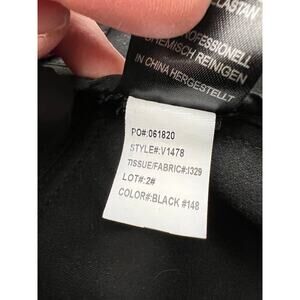 ELASTAN
PROFESSIONELL
CHEMISCH REINIGEN
IN CHINA HERGESTELLT
PO#:061820
STYLE#:V1478
TISSUE/FABRIC#:I329
LOT#:2#
COLOR#:BLACK #148